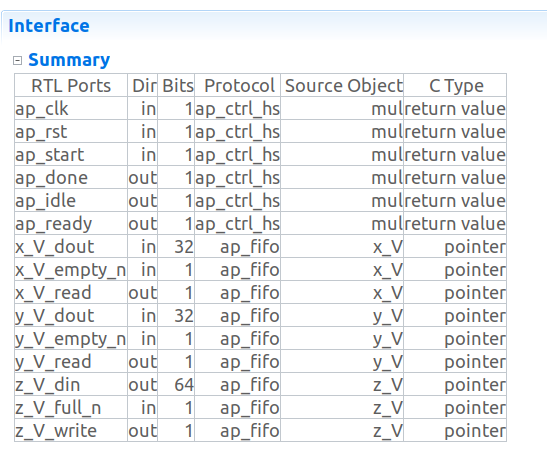 Interface
Summary
RTL Ports Dir Bits Protocol Source Object C Type
ap_clk in 1 ap_ctrl_hs mul return value
ap_rst in 1 ap_ctrl_hs mul return value
ap_start in 1 ap_ctrl_hs mul return value
ap_done out 1 ap_ctrl_hs mul return value
ap_idle out 1 ap_ctrl_hs mul return value
ap_ready out 1 ap_ctrl_hs mul return value
x_V_dout in 32 ap_fifo x_V pointer
x_V_empty_n in 1 ap_fifo x_V pointer
x_V_read out 1 ap_fifo x_V pointer
y_V_dout in 32 ap_fifo y_V pointer
y_V_empty_n in 1 ap_fifo y_V pointer
y_V_read out 1 ap_fifo y_V pointer
z_V_din out 64 ap_fifo z_V pointer
z_V_full_n in 1 ap_fifo z_V pointer
z_V_write out 1 ap_fifo z_V pointer